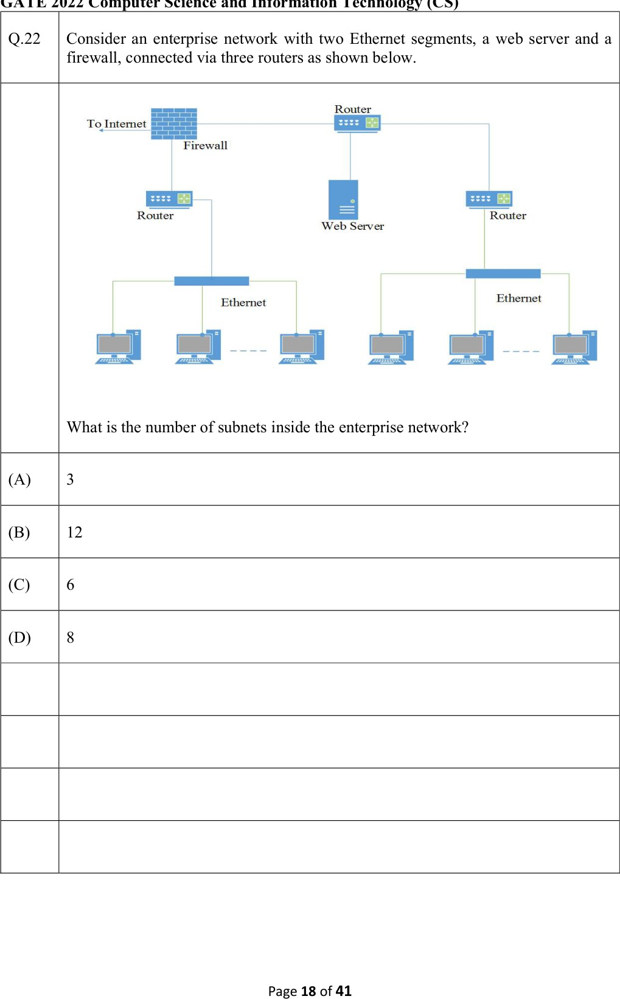 GATE 2022 Computer Science and Information Technology (CS)
Q.22
Consider an enterprise network with two Ethernet segments, a web server and a
firewall, connected via three routers as shown below.
Router
To Internet
Firewall
Router
Web Server
Router
Ethernet
Ethernet
What is the number of subnets inside the enterprise network?
(A) 3
(B) 12
(C) 6
(D) 8
Page 18 of 41